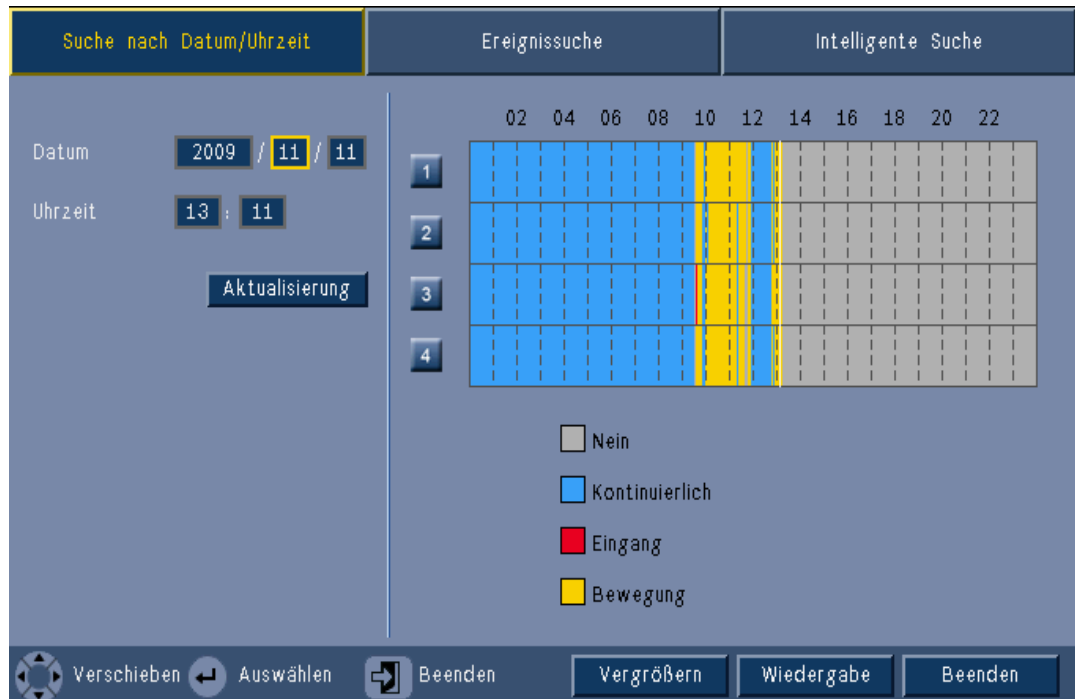 Suche nach Datum/Uhrzeit
Ereignissuche
Intelligente Suche
02 04 06 08 10 12 14 16 18 20 22
Datum 2009 / 11 / 11
Uhrzeit 13 : 11
Aktualisierung
1
2
3
4
Nein
Kontinuierlich
Eingang
Bewegung
Verschieben Auswählen Beenden Vergrößern Wiedergabe Beenden